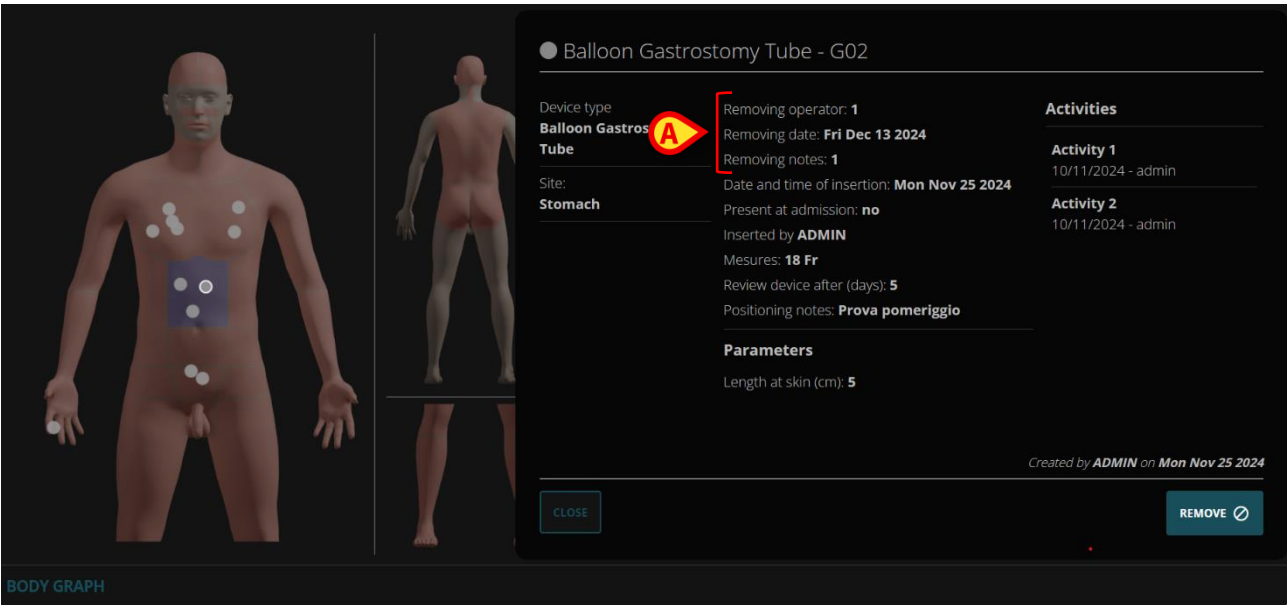 Balloon Gastrostomy Tube - G02
Device type
Balloon Gastros
Tube
Site:
Stomach
A
Removing operator: 1
Removing date: Fri Dec 13 2024
Removing notes: 1
Date and time of insertion: Mon Nov 25 2024
Present at admission: no
Inserted by ADMIN
Mesures: 18 Fr
Review device after (days): 5
Positioning notes: Prova pomeriggio
Parameters
Length at skin (cm): 5
Activities
Activity 1
10/11/2024 - admin
Activity 2
10/11/2024 - admin
Created by ADMIN on Mon Nov 25 2024
CLOSE
REMOVE
BODY GRAPH